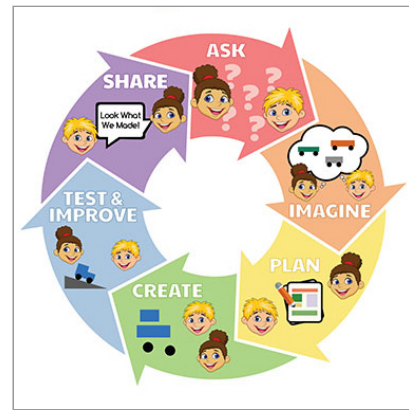 ASK
IMAGINE
PLAN
CREATE
TEST &
IMPROVE
SHARE
Look What
We Made!